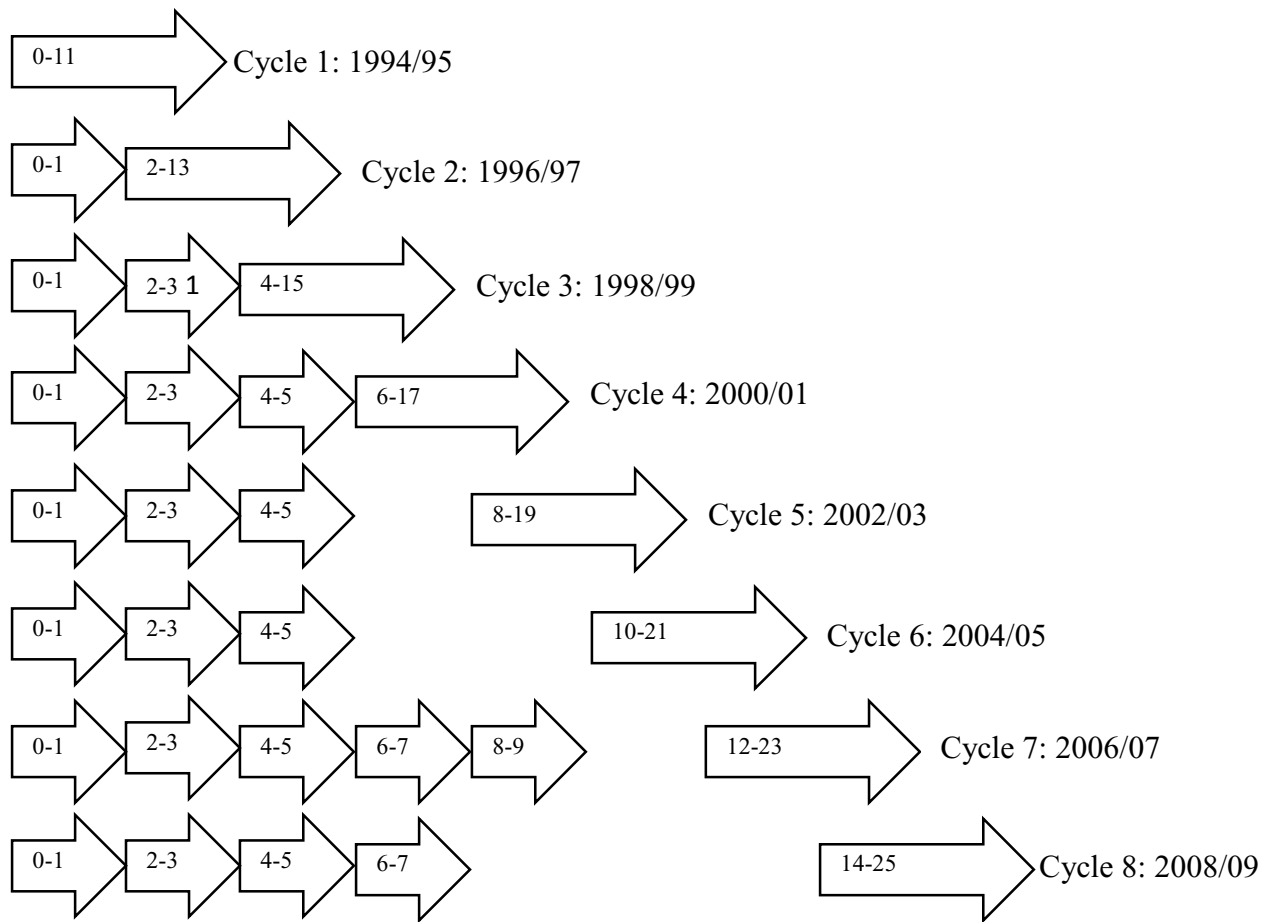 0-11 Cycle 1: 1994/95
0-1 2-13 Cycle 2: 1996/97
0-1 2-3 1 4-15 Cycle 3: 1998/99
0-1 2-3 4-5 6-17 Cycle 4: 2000/01
0-1 2-3 4-5 8-19 Cycle 5: 2002/03
0-1 2-3 4-5 10-21 Cycle 6: 2004/05
0-1 2-3 4-5 6-7 8-9 12-23 Cycle 7: 2006/07
0-1 2-3 4-5 6-7 14-25 Cycle 8: 2008/09